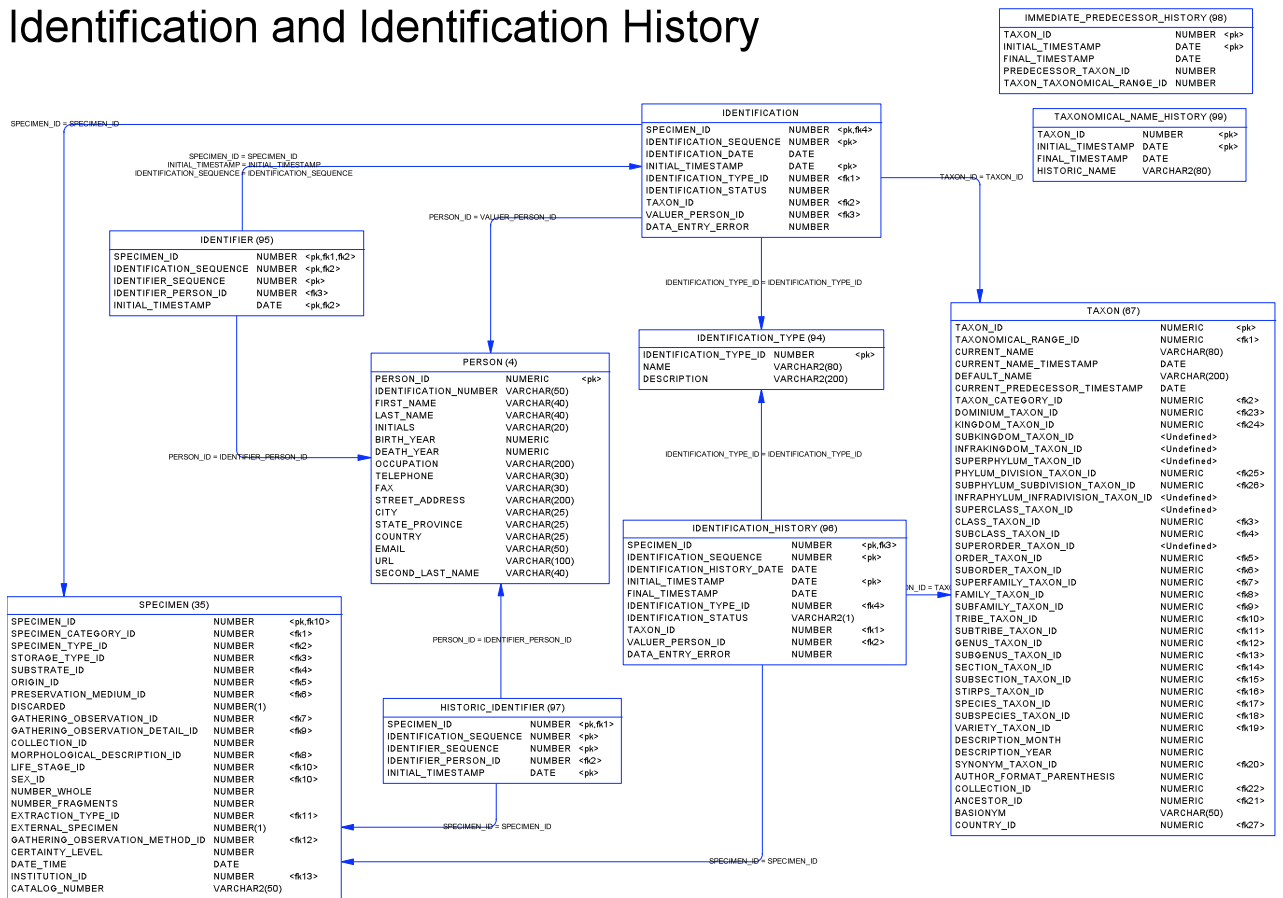 Identification and Identification History
IMMEDIATE_PREDECESSOR_HISTORY (98)
TAXON_ID NUMBER <pk>
INITIAL_TIMESTAMP DATE <pk>
FINAL_TIMESTAMP DATE
PREDECESSOR_TAXON_ID NUMBER
TAXON_TAXONOMICAL_RANGE_ID NUMBER
TAXONOMICAL_NAME_HISTORY (99)
TAXON_ID NUMBER <pk>
INITIAL_TIMESTAMP DATE <pk>
FINAL_TIMESTAMP DATE
HISTORIC_NAME VARCHAR2(80)
IDENTIFICATION
SPECIMEN_ID NUMBER <pk,fk4>
IDENTIFICATION_SEQUENCE NUMBER <pk>
IDENTIFICATION_DATE DATE
INITIAL_TIMESTAMP DATE <pk>
IDENTIFICATION_TYPE_ID NUMBER <fk1>
IDENTIFICATION_STATUS NUMBER
TAXON_ID NUMBER <fk2>
VALUER_PERSON_ID NUMBER <fk3>
DATA_ENTRY_ERROR NUMBER
SPECIMEN_ID = SPECIMEN_ID
SPECIMEN_ID = SPECIMEN_ID
INITIAL_TIMESTAMP = INITIAL_TIMESTAMP
IDENTIFICATION_SEQUENCE = IDENTIFICATION_SEQUENCE
TAXON_ID = TAXON_ID
PERSON_ID = VALUER_PERSON_ID
IDENTIFIER (95)
SPECIMEN_ID NUMBER <pk,fk1,fk2>
IDENTIFICATION_SEQUENCE NUMBER <pk,fk2>
IDENTIFIER_SEQUENCE NUMBER <pk>
IDENTIFIER_PERSON_ID NUMBER <fk3>
INITIAL_TIMESTAMP DATE <pk,fk2>
IDENTIFICATION_TYPE_ID = IDENTIFICATION_TYPE_ID
IDENTIFICATION_TYPE (94)
IDENTIFICATION_TYPE_ID NUMBER <pk>
NAME VARCHAR2(80)
DESCRIPTION VARCHAR2(200)
PERSON (4)
PERSON_ID NUMERIC <pk>
IDENTIFICATION_NUMBER VARCHAR(50)
FIRST_NAME VARCHAR(40)
LAST_NAME VARCHAR(40)
INITIALS VARCHAR(20)
BIRTH_YEAR NUMERIC
DEATH_YEAR NUMERIC
OCCUPATION VARCHAR(200)
TELEPHONE VARCHAR(30)
FAX VARCHAR(30)
STREET_ADDRESS VARCHAR(200)
CITY VARCHAR(25)
STATE_PROVINCE VARCHAR(25)
COUNTRY VARCHAR(25)
EMAIL VARCHAR(50)
URL VARCHAR(100)
SECOND_LAST_NAME VARCHAR(40)
PERSON_ID = IDENTIFIER_PERSON_ID
IDENTIFICATION_TYPE_ID = IDENTIFICATION_TYPE_ID
TAXON (67)
TAXON_ID NUMERIC <pk>
TAXONOMICAL_RANGE_ID NUMERIC <fk1>
CURRENT_NAME VARCHAR(80)
CURRENT_NAME_TIMESTAMP DATE
DEFAULT_NAME VARCHAR(200)
CURRENT_PREDECESSOR_TIMESTAMP DATE
TAXON_CATEGORY_ID NUMERIC <fk2>
DOMINIUM_TAXON_ID NUMERIC <fk23>
KINGDOM_TAXON_ID NUMERIC <fk24>
SUBKINGDOM_TAXON_ID <Undefined>
INFRAKINGDOM_TAXON_ID <Undefined>
SUPERPHYLUM_TAXON_ID <Undefined>
PHYLUM_DIVISION_TAXON_ID NUMERIC <fk25>
SUBPHYLUM_SUBDIVISION_TAXON_ID NUMERIC <fk26>
INFRAPHYLUM_INFRADIVISION_TAXON_ID <Undefined>
SUPERCLASS_TAXON_ID <Undefined>
CLASS_TAXON_ID NUMERIC <fk3>
SUBCLASS_TAXON_ID NUMERIC <fk4>
SUPERORDER_TAXON_ID <Undefined>
ORDER_TAXON_ID NUMERIC <fk5>
SUBORDER_TAXON_ID NUMERIC <fk6>
SUPERFAMILY_TAXON_ID NUMERIC <fk7>
FAMILY_TAXON_ID NUMERIC <fk8>
SUBFAMILY_TAXON_ID NUMERIC <fk9>
TRIBE_TAXON_ID NUMERIC <fk10>
SUBTRIBE_TAXON_ID NUMERIC <fk11>
GENUS_TAXON_ID NUMERIC <fk12>
SUBGENUS_TAXON_ID NUMERIC <fk13>
SECTION_TAXON_ID NUMERIC <fk14>
SUBSECTION_TAXON_ID NUMERIC <fk15>
STIRPS_TAXON_ID NUMERIC <fk16>
SPECIES_TAXON_ID NUMERIC <fk17>
SUBSPECIES_TAXON_ID NUMERIC <fk18>
VARIETY_TAXON_ID NUMERIC <fk19>
DESCRIPTION_MONTH NUMERIC
DESCRIPTION_YEAR NUMERIC
SYNONYM_TAXON_ID NUMERIC <fk20>
AUTHOR_FORMAT_PARENTHESIS NUMERIC
COLLECTION_ID NUMERIC <fk22>
ANCESTOR_ID NUMERIC <fk21>
BASIONYM VARCHAR(50)
COUNTRY_ID NUMERIC <fk27>
IDENTIFICATION_HISTORY (96)
SPECIMEN_ID NUMBER <pk,fk3>
IDENTIFICATION_SEQUENCE NUMBER <pk>
IDENTIFICATION_HISTORY_DATE DATE
INITIAL_TIMESTAMP DATE <pk>
FINAL_TIMESTAMP DATE
IDENTIFICATION_TYPE_ID NUMBER <fk4>
IDENTIFICATION_STATUS VARCHAR2(1)
TAXON_ID NUMBER <fk1>
VALUER_PERSON_ID NUMBER <fk2>
DATA_ENTRY_ERROR NUMBER
PERSON_ID = IDENTIFIER_PERSON_ID
SPECIMEN (35)
SPECIMEN_ID NUMBER <pk,fk10>
SPECIMEN_CATEGORY_ID NUMBER <fk1>
SPECIMEN_TYPE_ID NUMBER <fk2>
STORAGE_TYPE_ID NUMBER <fk3>
SUBSTRATE_ID NUMBER <fk4>
ORIGIN_ID NUMBER <fk5>
PRESERVATION_MEDIUM_ID NUMBER <fk6>
DISCARDED NUMBER(1)
GATHERING_OBSERVATION_ID NUMBER <fk7>
GATHERING_OBSERVATION_DETAIL_ID NUMBER <fk9>
COLLECTION_ID NUMBER
MORPHOLOGICAL_DESCRIPTION_ID NUMBER <fk8>
LIFE_STAGE_ID NUMBER <fk10>
SEX_ID NUMBER <fk10>
NUMBER_WHOLE NUMBER
NUMBER_FRAGMENTS NUMBER
EXTRACTION_TYPE_ID NUMBER <fk11>
EXTERNAL_SPECIMEN NUMBER(1)
GATHERING_OBSERVATION_METHOD_ID NUMBER <fk12>
CERTAINTY_LEVEL NUMBER
DATE_TIME DATE
INSTITUTION_ID NUMBER <fk13>
CATALOG_NUMBER VARCHAR2(50)
HISTORIC_IDENTIFIER (97)
SPECIMEN_ID NUMBER <pk,fk1>
IDENTIFICATION_SEQUENCE NUMBER <pk>
IDENTIFIER_SEQUENCE NUMBER <pk>
IDENTIFIER_PERSON_ID NUMBER <fk2>
INITIAL_TIMESTAMP DATE <pk>
SPECIMEN_ID = SPECIMEN_ID
SPECIMEN_ID = SPECIMEN_ID